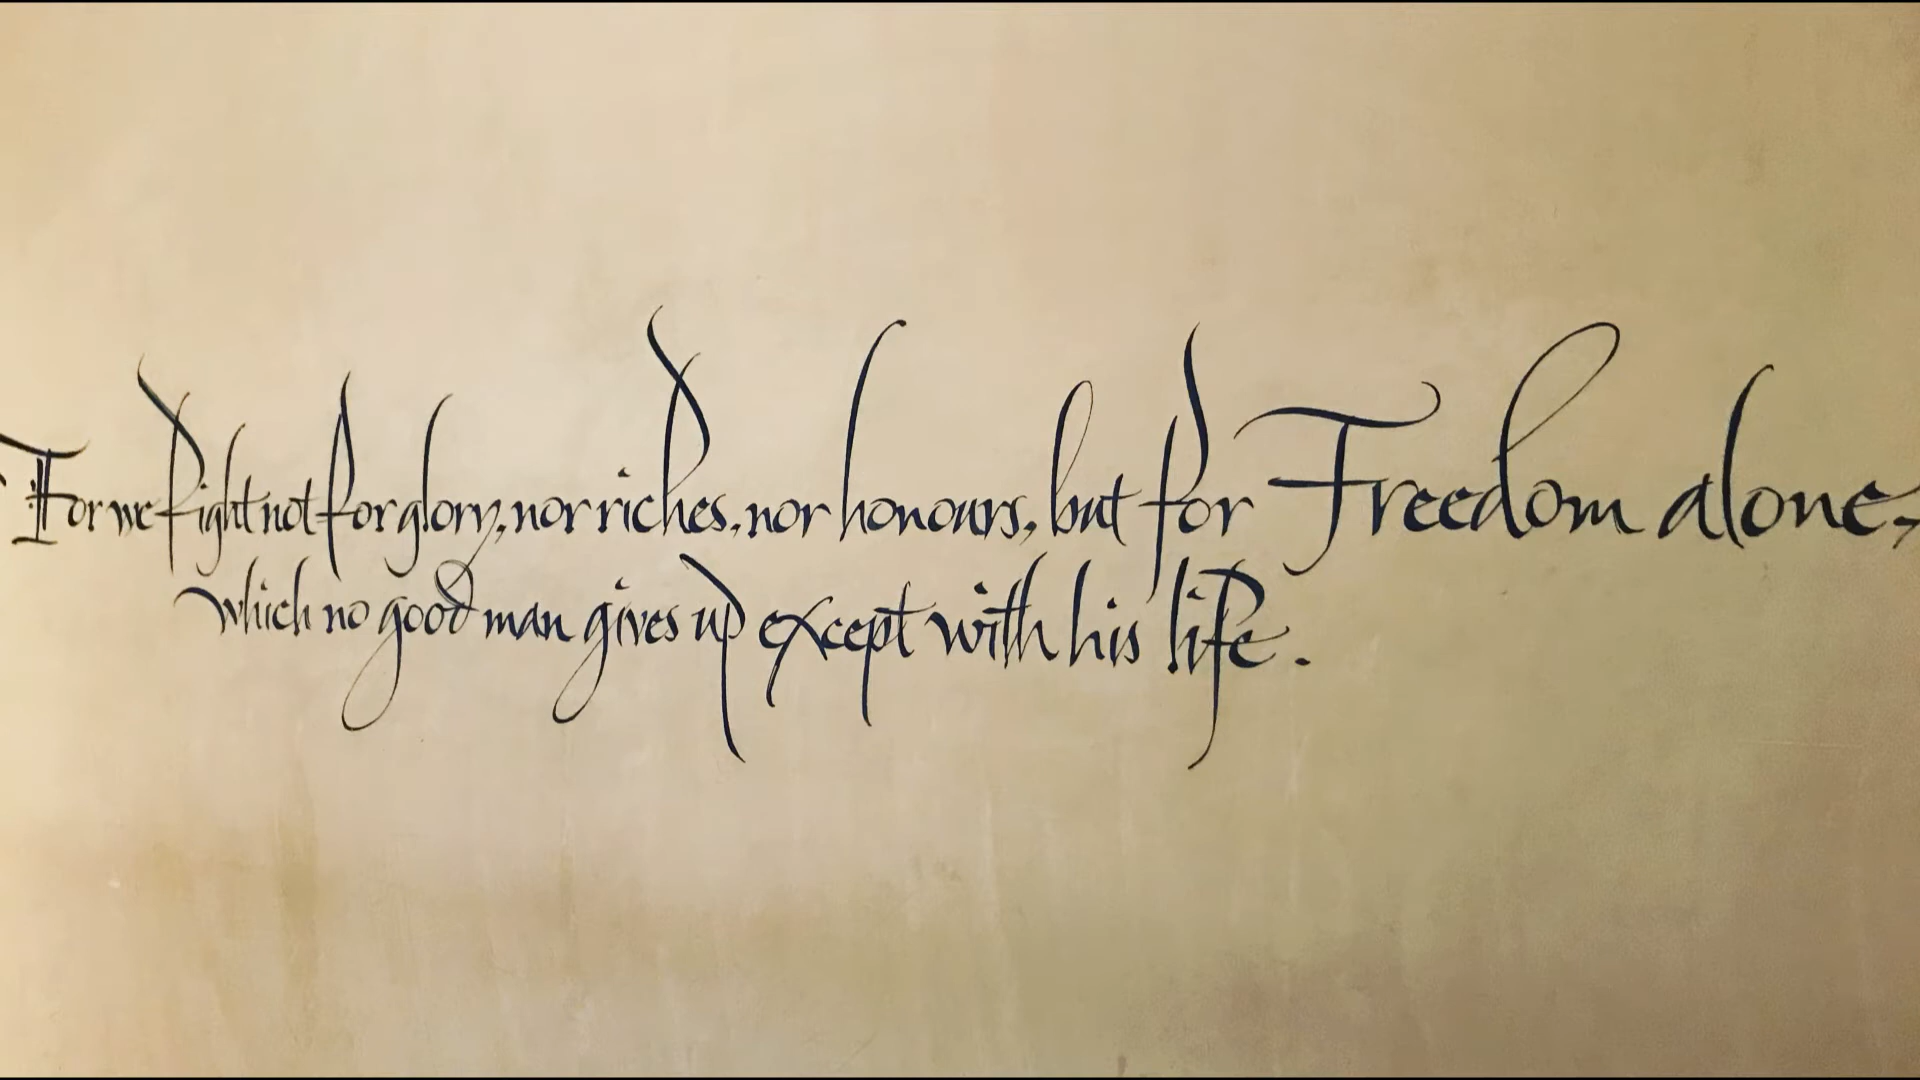 For we fight not for glory, nor riches, nor honours, but for Freedom alone,
which no good man gives up except with his life.